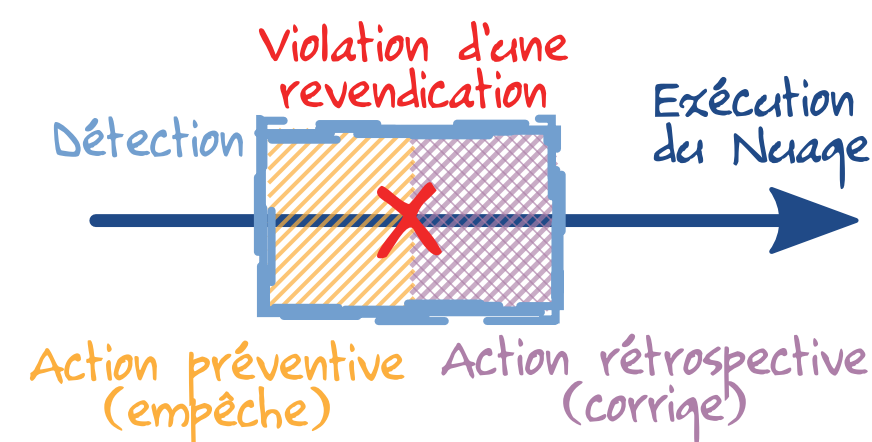 Violation d'une
revendication
Détection
Exécution
du Nuage
Action préventive
(empêche)
Action rétrospective
(corrige)